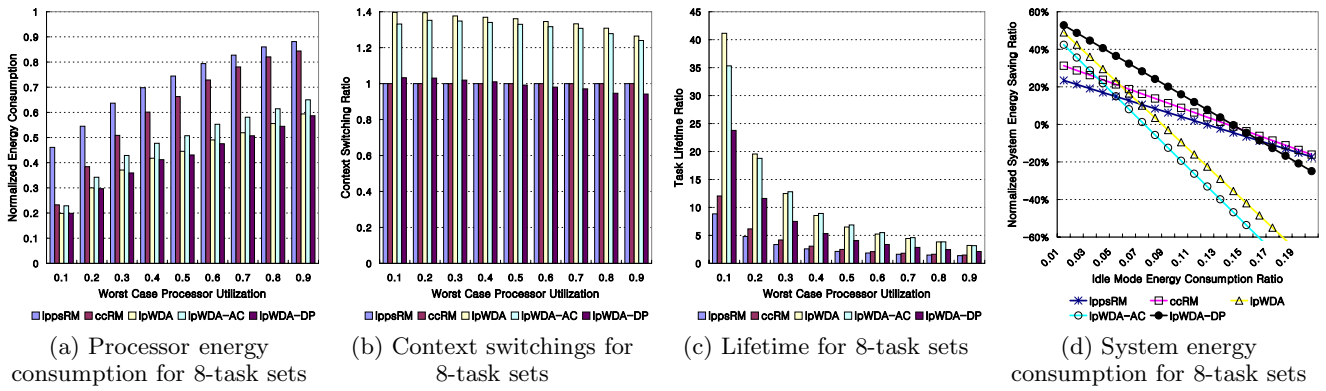 Normalized Energy Consumption
1
0.9
0.8
0.7
0.6
0.5
0.4
0.3
0.2
0.1
0
0.1 0.2 0.3 0.4 0.5 0.6 0.7 0.8 0.9
Worst Case Processor Utilization
lppsRM ccRM lpWDA lpWDA-AC lpWDA-DP
(a) Processor energy
consumption for 8-task sets
Context Switching Ratio
1.4
1.2
1
0.8
0.6
0.4
0.2
0
0.1 0.2 0.3 0.4 0.5 0.6 0.7 0.8 0.9
Worst Case Processor Utilization
lppsRM ccRM lpWDA lpWDA-AC lpWDA-DP
(b) Context switchings for
8-task sets
Task Lifetime Ratio
45
40
35
30
25
20
15
10
5
0
0.1 0.2 0.3 0.4 0.5 0.6 0.7 0.8 0.9
Worst Case Processor Utilization
lppsRM ccRM lpWDA lpWDA-AC lpWDA-DP
(c) Lifetime for 8-task sets
Normalized System Energy Saving Ratio
60%
40%
20%
0%
-20%
-40%
-60%
0.01 0.03 0.05 0.07 0.09 0.11 0.13 0.15 0.17 0.19
Idle Mode Energy Consumption Ratio
lppsRM ccRM lpWDA
lpWDA-AC lpWDA-DP
(d) System energy
consumption for 8-task sets